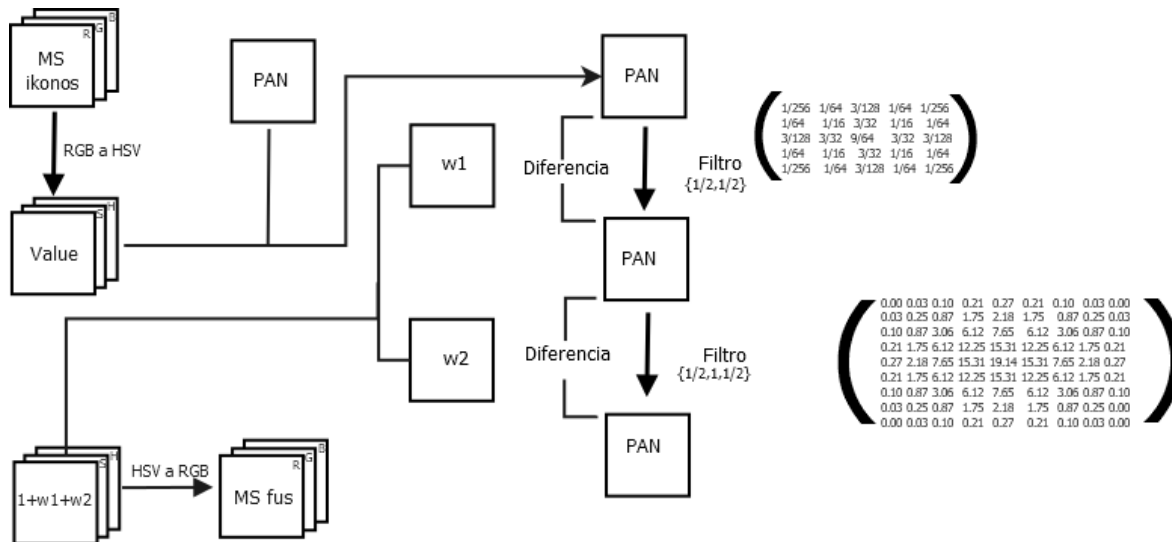 B
G
R
MS
ikonos
RGB a HSV
H
S
Value
PAN
w1
w2
PAN
Diferencia
Filtro
{1/2,1/2}
1/256 1/64 3/128 1/64 1/256
1/64 1/16 3/32 1/16 1/64
3/128 3/32 9/64 3/32 3/128
1/64 1/16 3/32 1/16 1/64
1/256 1/64 3/128 1/64 1/256
PAN
Diferencia
Filtro
{1/2,1,1/2}
0.00 0.03 0.10 0.21 0.27 0.21 0.10 0.03 0.00
0.03 0.25 0.87 1.75 2.18 1.75 0.87 0.25 0.03
0.10 0.87 3.06 6.12 7.65 6.12 3.06 0.87 0.10
0.21 1.75 6.12 12.25 15.31 12.25 6.12 1.75 0.21
0.27 2.18 7.65 15.31 19.14 15.31 7.65 2.18 0.27
0.21 1.75 6.12 12.25 15.31 12.25 6.12 1.75 0.21
0.10 0.87 3.06 6.12 7.65 6.12 3.06 0.87 0.10
0.03 0.25 0.87 1.75 2.18 1.75 0.87 0.25 0.00
0.00 0.03 0.10 0.21 0.27 0.21 0.10 0.03 0.00
PAN
H
S
1+w1+w2
HSV a RGB
B
G
R
MS fus